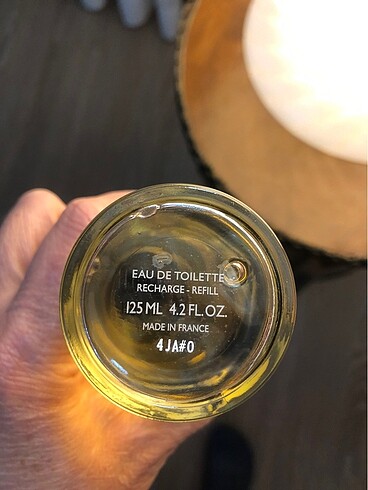 EAU DE TOILETTE
RECHARGE - REFILL
125 ML 4.2 FL.OZ.
MADE IN FRANCE
4JA#0